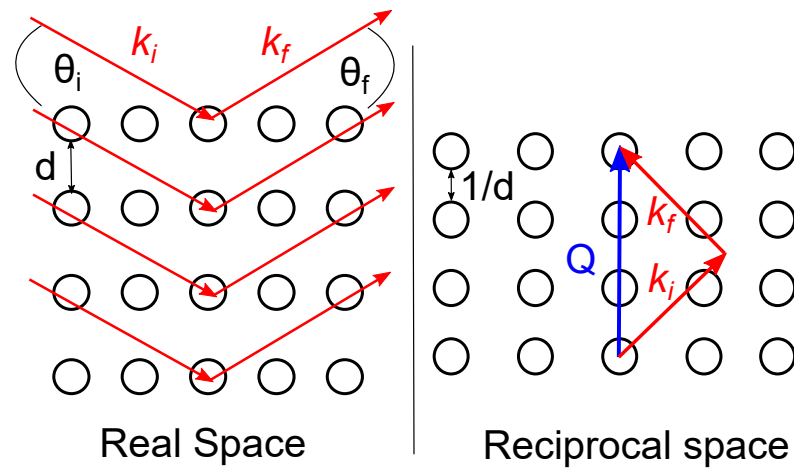 k_i
k_f
θ_i
θ_f
d
1/d
k_f
Q
k_i
Real Space
Reciprocal space